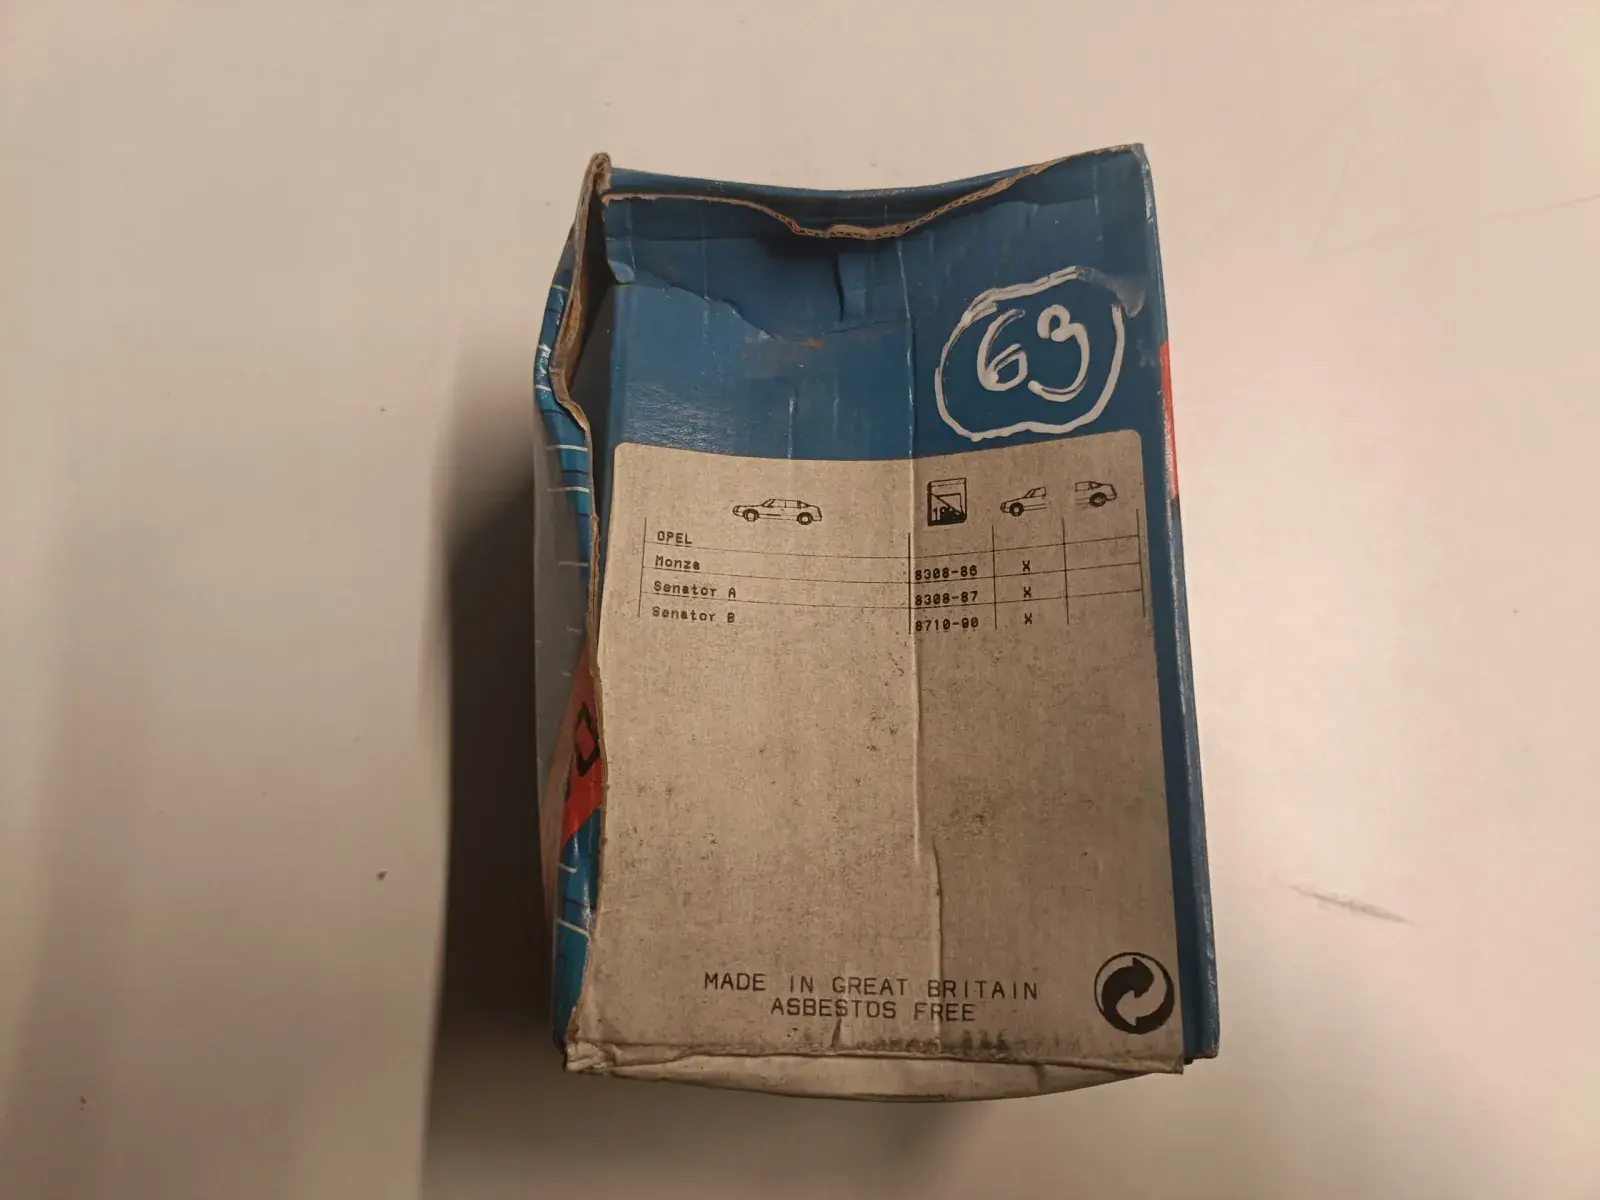 63
OPEL
Monza 8308-86 X
Senator A 8308-87 X
Senator B 8710-90 X
MADE IN GREAT BRITAIN
ASBESTOS FREE